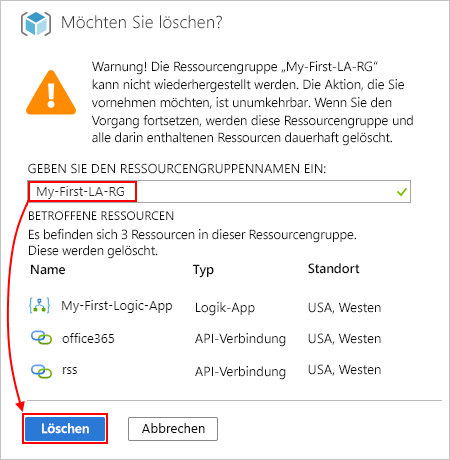 Möchten Sie löschen?
Warnung! Die Ressourcengruppe „My-First-LA-RG“
kann nicht wiederhergestellt werden. Die Aktion, die Sie
vornehmen möchten, ist unumkehrbar. Wenn Sie den
Vorgang fortsetzen, werden diese Ressourcengruppe und
alle darin enthaltenen Ressourcen dauerhaft gelöscht.
GEBEN SIE DEN RESSOURCENGRUPPENNAMEN EIN:
My-First-LA-RG
BETROFFENE RESSOURCEN
Es befinden sich 3 Ressourcen in dieser Ressourcengruppe.
Diese werden gelöscht.
Name Typ Standort
My-First-Logic-App Logik-App USA, Westen
office365 API-Verbindung USA, Westen
rss API-Verbindung USA, Westen
Löschen Abbrechen